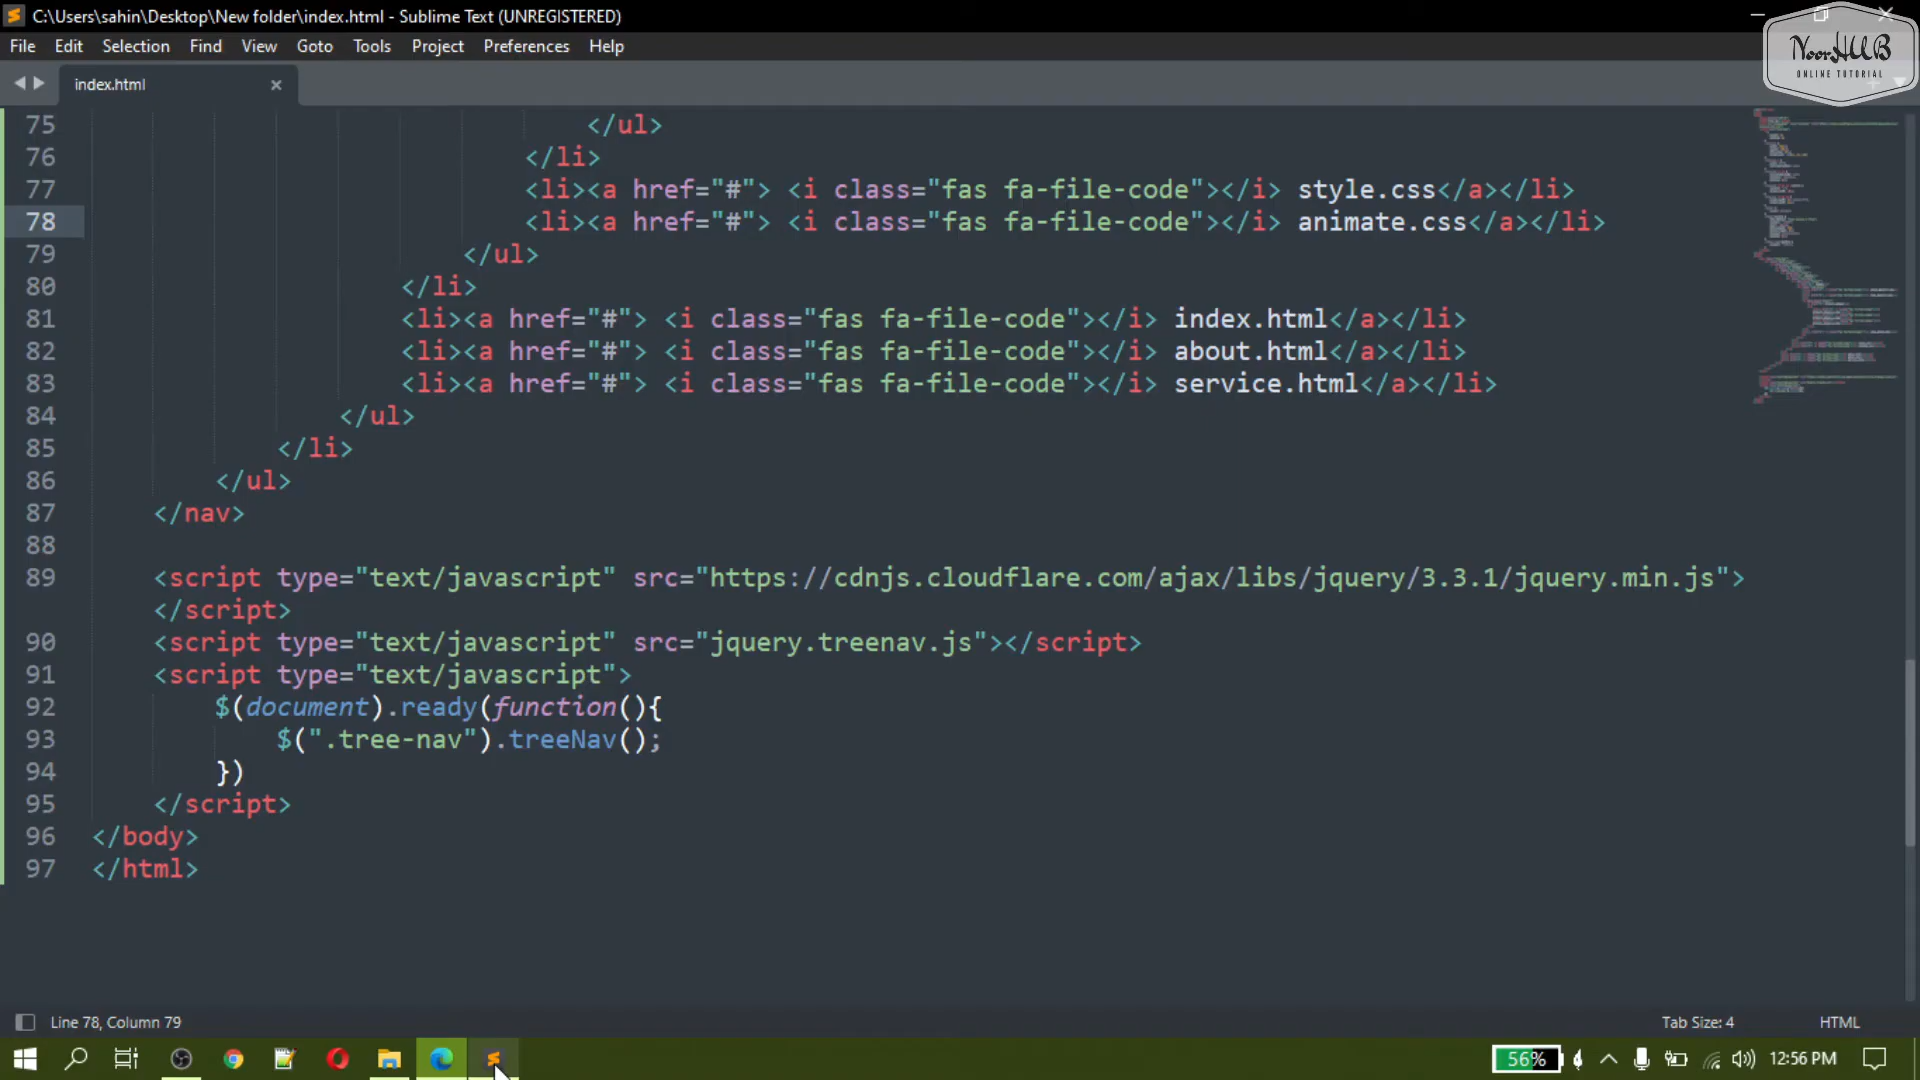 C:\Users\sahin\Desktop\New folder\index.html - Sublime Text (UNREGISTERED)
File Edit Selection Find View Goto Tools Project Preferences Help
NoorHUB
ONLINE TUTORIAL
index.html
75 </ul>
76 </li>
77 <li><a href="#"> <i class="fas fa-file-code"></i> style.css</a></li>
78 <li><a href="#"> <i class="fas fa-file-code"></i> animate.css</a></li>
79 </ul>
80 </li>
81 <li><a href="#"> <i class="fas fa-file-code"></i> index.html</a></li>
82 <li><a href="#"> <i class="fas fa-file-code"></i> about.html</a></li>
83 <li><a href="#"> <i class="fas fa-file-code"></i> service.html</a></li>
84 </ul>
85 </li>
86 </ul>
87 </nav>
88
89 <script type="text/javascript" src="https://cdnjs.cloudflare.com/ajax/libs/jquery/3.3.1/jquery.min.js">
</script>
90 <script type="text/javascript" src="jquery.treenav.js"></script>
91 <script type="text/javascript">
92 $(document).ready(function(){
93 $(".tree-nav").treeNav();
94 })
95 </script>
96 </body>
97 </html>
Line 78, Column 79 Tab Size: 4 HTML
56% 12:56 PM